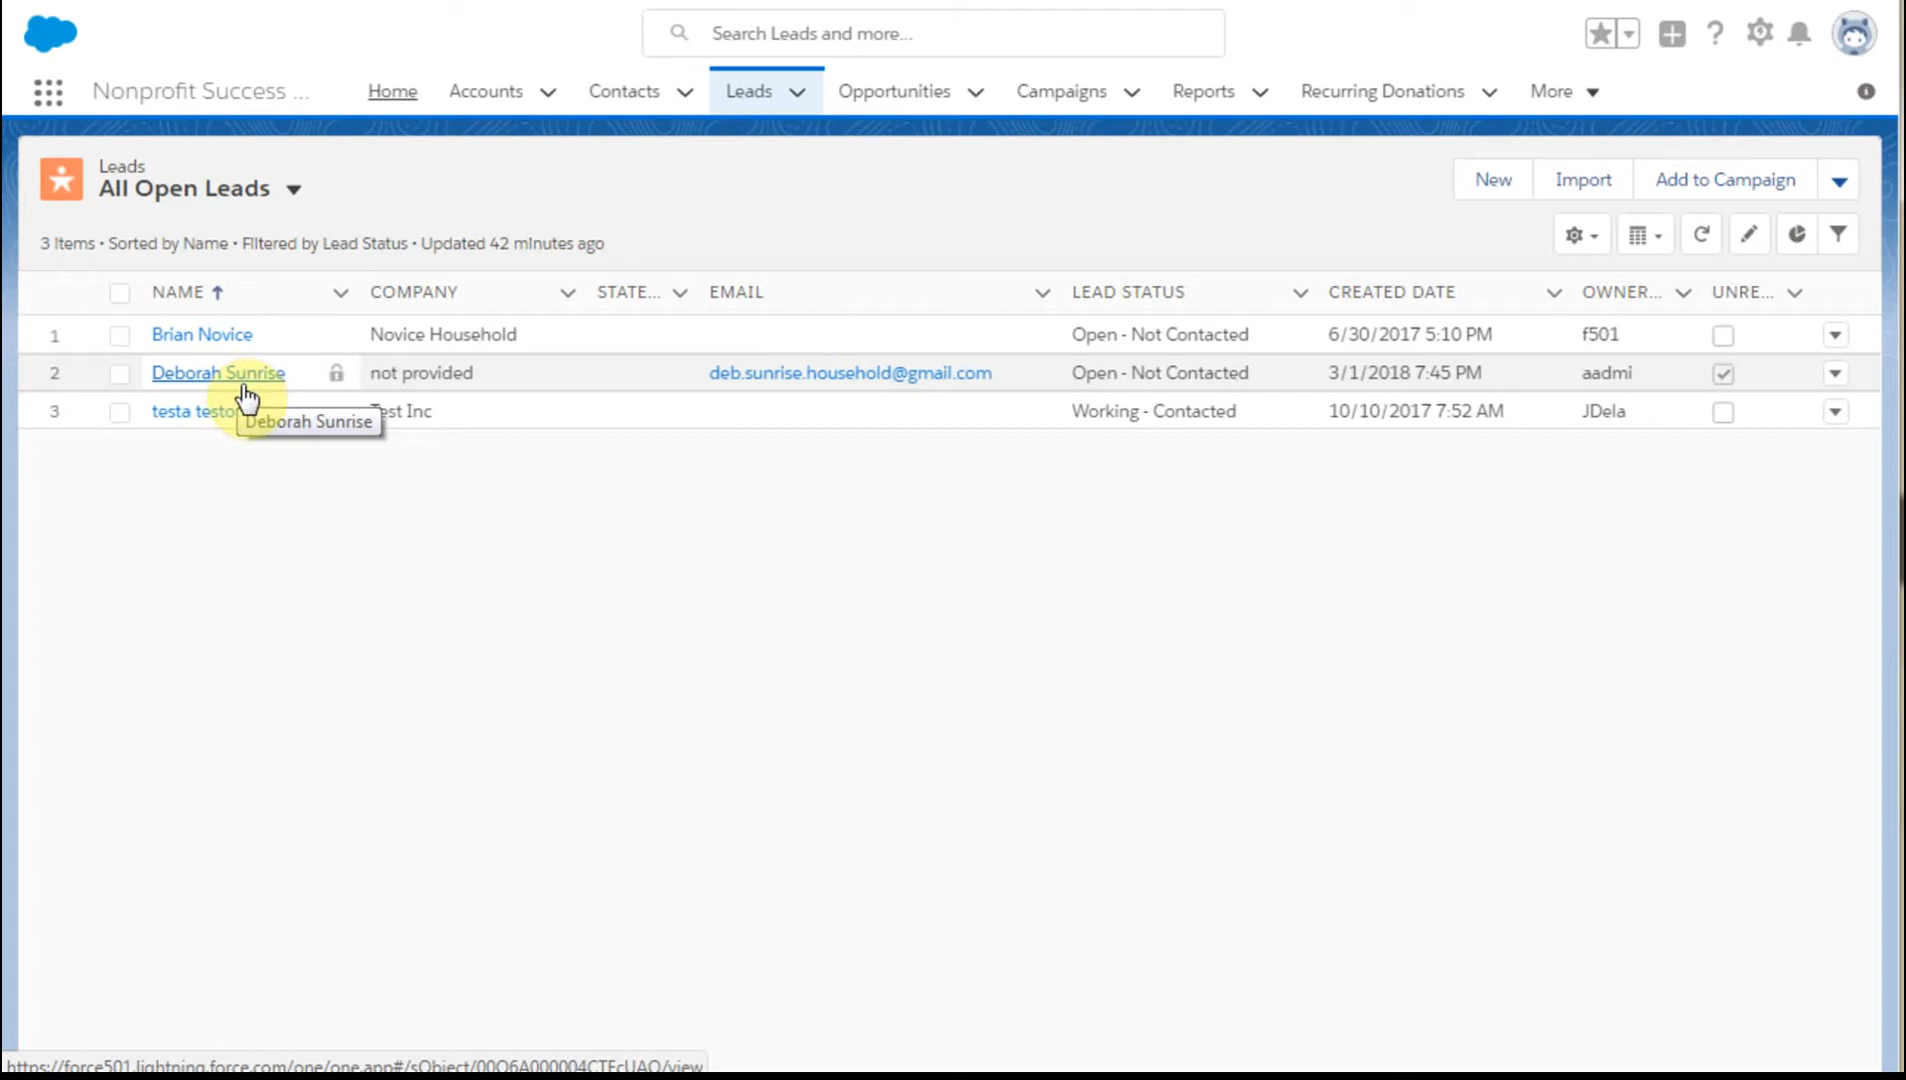 Search Leads and more...
Nonprofit Success ... Home Accounts Contacts Leads Opportunities Campaigns Reports Recurring Donations More
Leads
All Open Leads
New Import Add to Campaign
3 Items • Sorted by Name • Filtered by Lead Status • Updated 42 minutes ago
NAME COMPANY STATE... EMAIL LEAD STATUS CREATED DATE OWNER... UNRE...
1 Brian Novice Novice Household Open - Not Contacted 6/30/2017 5:10 PM f501
2 Deborah Sunrise not provided deb.sunrise.household@gmail.com Open - Not Contacted 3/1/2018 7:45 PM aadmi
3 testa Inc Working - Contacted 10/10/2017 7:52 AM JDela
Deborah Sunrise